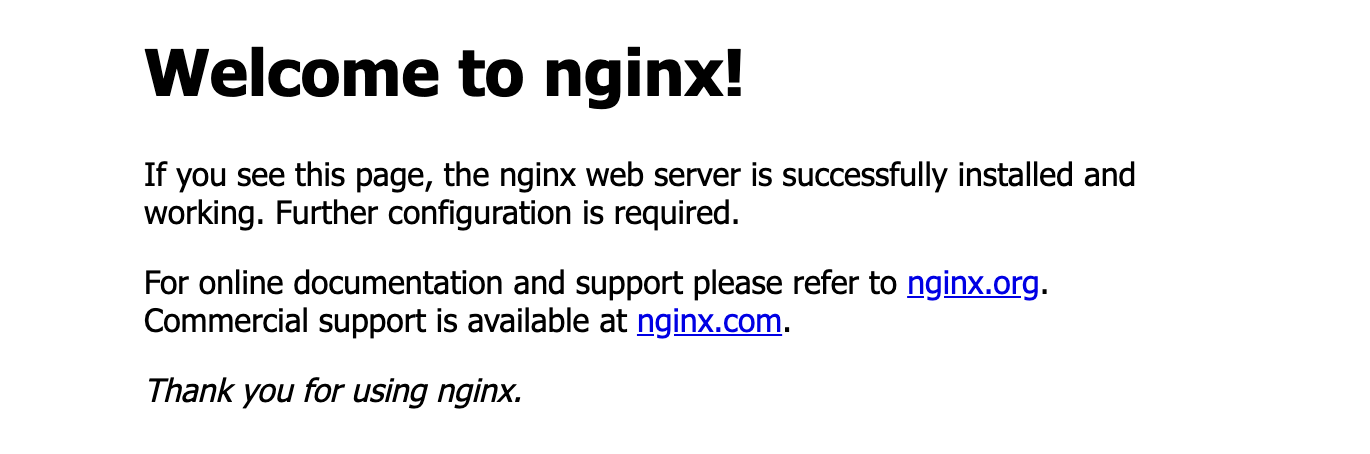 Welcome to nginx!
If you see this page, the nginx web server is successfully installed and
working. Further configuration is required.
For online documentation and support please refer to nginx.org.
Commercial support is available at nginx.com.
Thank you for using nginx.